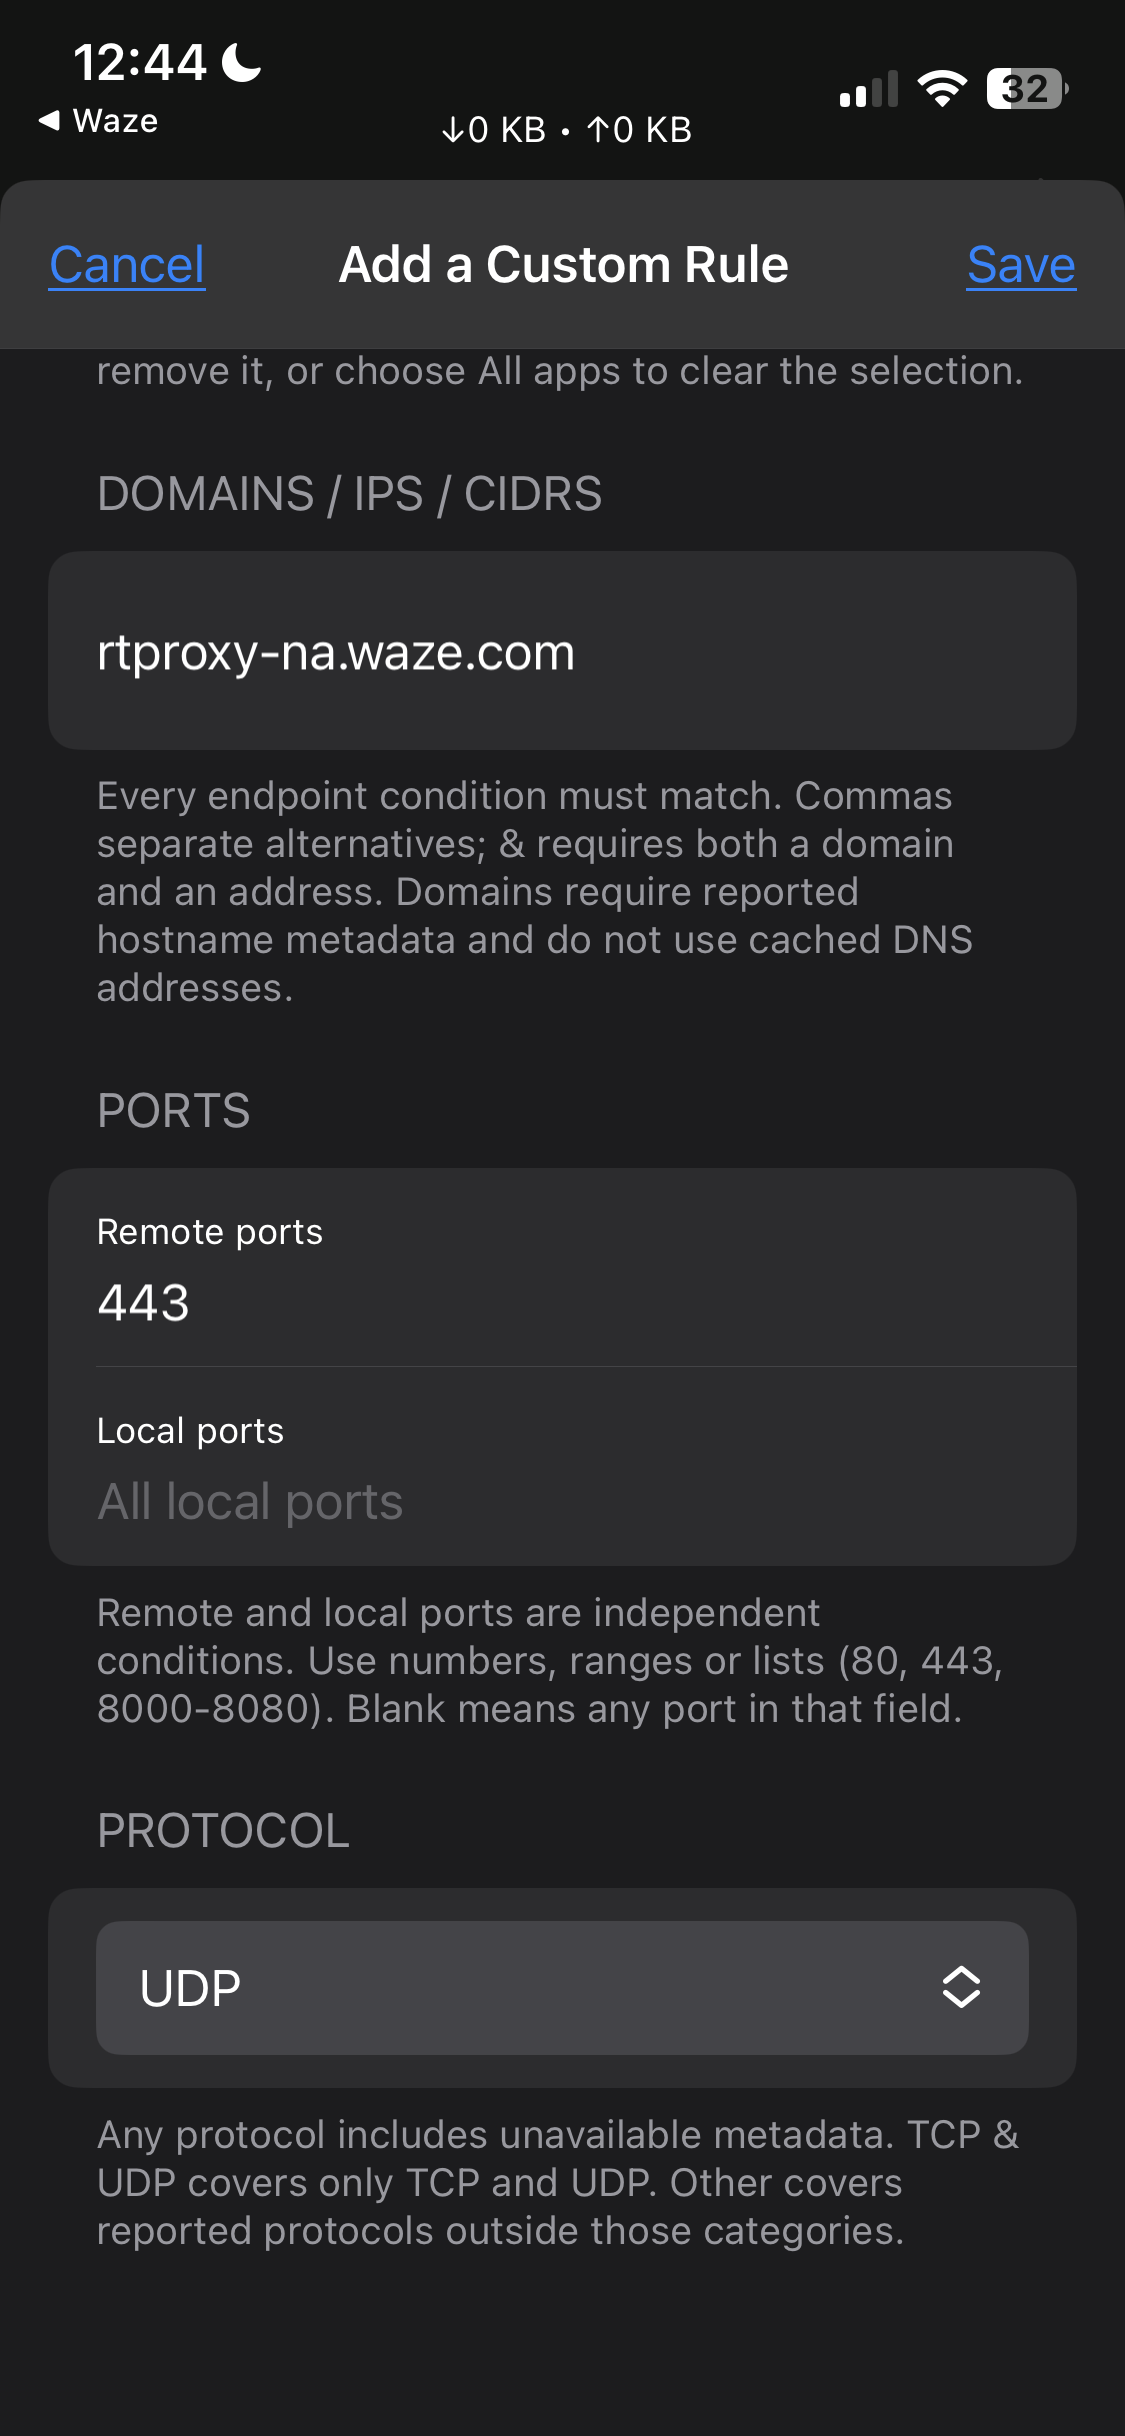 12:44
Waze
↓0 KB • ↑0 KB
32
Cancel
Add a Custom Rule
Save
remove it, or choose All apps to clear the selection.
DOMAINS / IPS / CIDRS
rtproxy-na.waze.com
Every endpoint condition must match. Commas
separate alternatives; & requires both a domain
and an address. Domains require reported
hostname metadata and do not use cached DNS
addresses.
PORTS
Remote ports
443
Local ports
All local ports
Remote and local ports are independent
conditions. Use numbers, ranges or lists (80, 443,
8000-8080). Blank means any port in that field.
PROTOCOL
UDP
Any protocol includes unavailable metadata. TCP &
UDP covers only TCP and UDP. Other covers
reported protocols outside those categories.